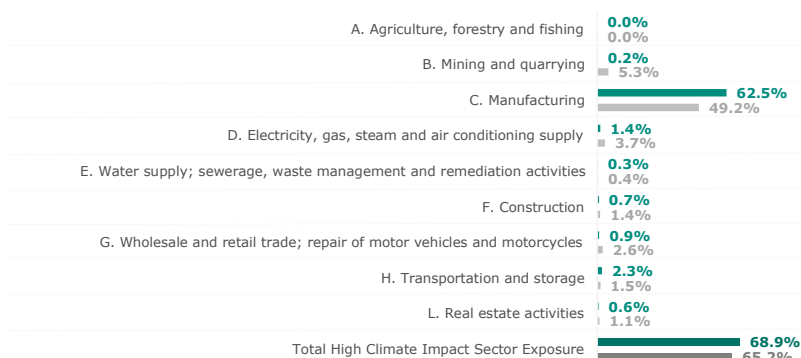 A. Agriculture, forestry and fishing 0.0%
0.0%
B. Mining and quarrying 0.2%
5.3%
C. Manufacturing 62.5%
49.2%
D. Electricity, gas, steam and air conditioning supply 1.4%
3.7%
E. Water supply; sewerage, waste management and remediation activities 0.3%
0.4%
F. Construction 0.7%
1.4%
G. Wholesale and retail trade; repair of motor vehicles and motorcycles 0.9%
2.6%
H. Transportation and storage 2.3%
1.5%
L. Real estate activities 0.6%
1.1%
Total High Climate Impact Sector Exposure 68.9%
65.2%